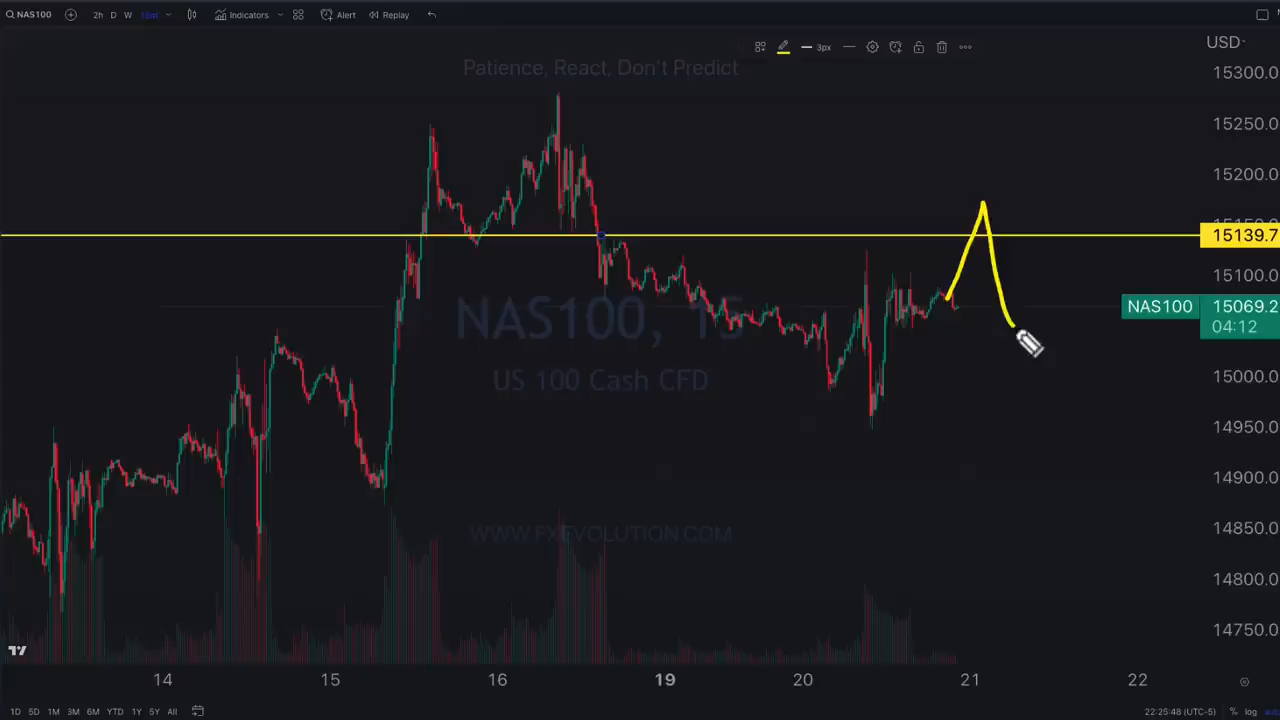 NAS100 2h D W 15m Indicators Alert Replay
3px
USD
Patience, React, Don't Predict
15300.0
15250.0
15200.0
15139.7
15100.0
NAS100 15069.2
04:12
NAS100, 15
US 100 Cash CFD
15000.0
14950.0
14900.0
14850.0
WWW.FXEVOLUTION.COM
14800.0
14750.0
14 15 16 19 20 21 22
1D 5D 1M 3M 6M YTD 1Y 5Y All 22:25:48 (UTC-5) % log